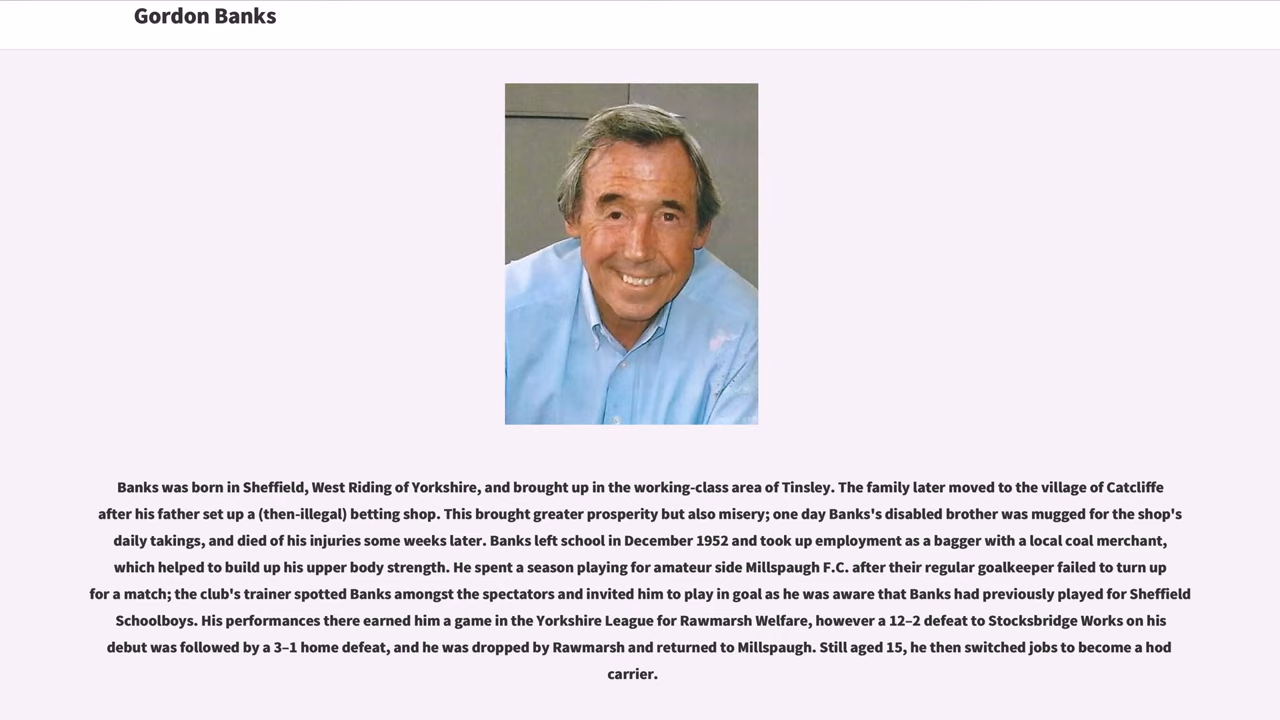 Gordon Banks
Banks was born in Sheffield, West Riding of Yorkshire, and brought up in the working-class area of Tinsley. The family later moved to the village of Catcliffe
after his father set up a (then-illegal) betting shop. This brought greater prosperity but also misery; one day Banks's disabled brother was mugged for the shop's
daily takings, and died of his injuries some weeks later. Banks left school in December 1952 and took up employment as a bagger with a local coal merchant,
which helped to build up his upper body strength. He spent a season playing for amateur side Millspaugh F.C. after their regular goalkeeper failed to turn up
for a match; the club's trainer spotted Banks amongst the spectators and invited him to play in goal as he was aware that Banks had previously played for Sheffield
Schoolboys. His performances there earned him a game in the Yorkshire League for Rawmarsh Welfare, however a 12–2 defeat to Stocksbridge Works on his
debut was followed by a 3–1 home defeat, and he was dropped by Rawmarsh and returned to Millspaugh. Still aged 15, he then switched jobs to become a hod
carrier.